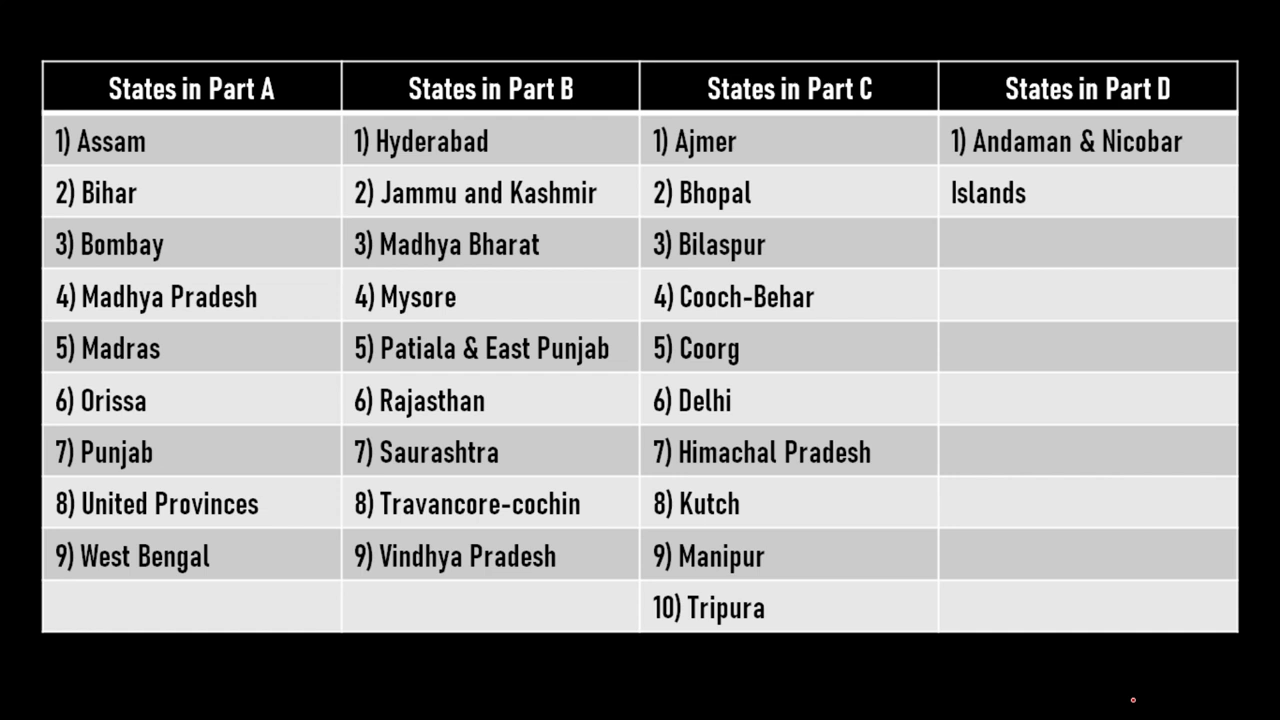 States in Part A	States in Part B	States in Part C	States in Part D
1) Assam	1) Hyderabad	1) Ajmer	1) Andaman & Nicobar
2) Bihar	2) Jammu and Kashmir	2) Bhopal	Islands
3) Bombay	3) Madhya Bharat	3) Bilaspur
4) Madhya Pradesh	4) Mysore	4) Cooch-Behar
5) Madras	5) Patiala & East Punjab	5) Coorg
6) Orissa	6) Rajasthan	6) Delhi
7) Punjab	7) Saurashtra	7) Himachal Pradesh
8) United Provinces	8) Travancore-cochin	8) Kutch
9) West Bengal	9) Vindhya Pradesh	9) Manipur
10) Tripura